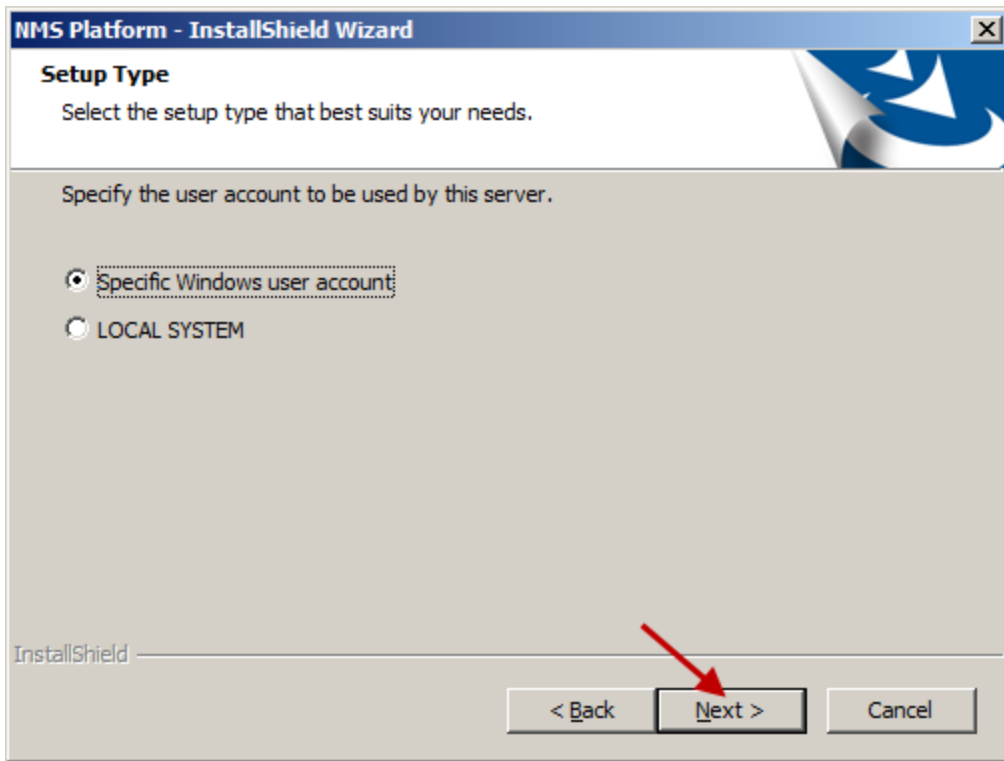 NMS Platform - InstallShield Wizard
Setup Type
Select the setup type that best suits your needs.
Specify the user account to be used by this server.
Specific Windows user account
LOCAL SYSTEM
InstallShield
< Back
Next >
Cancel